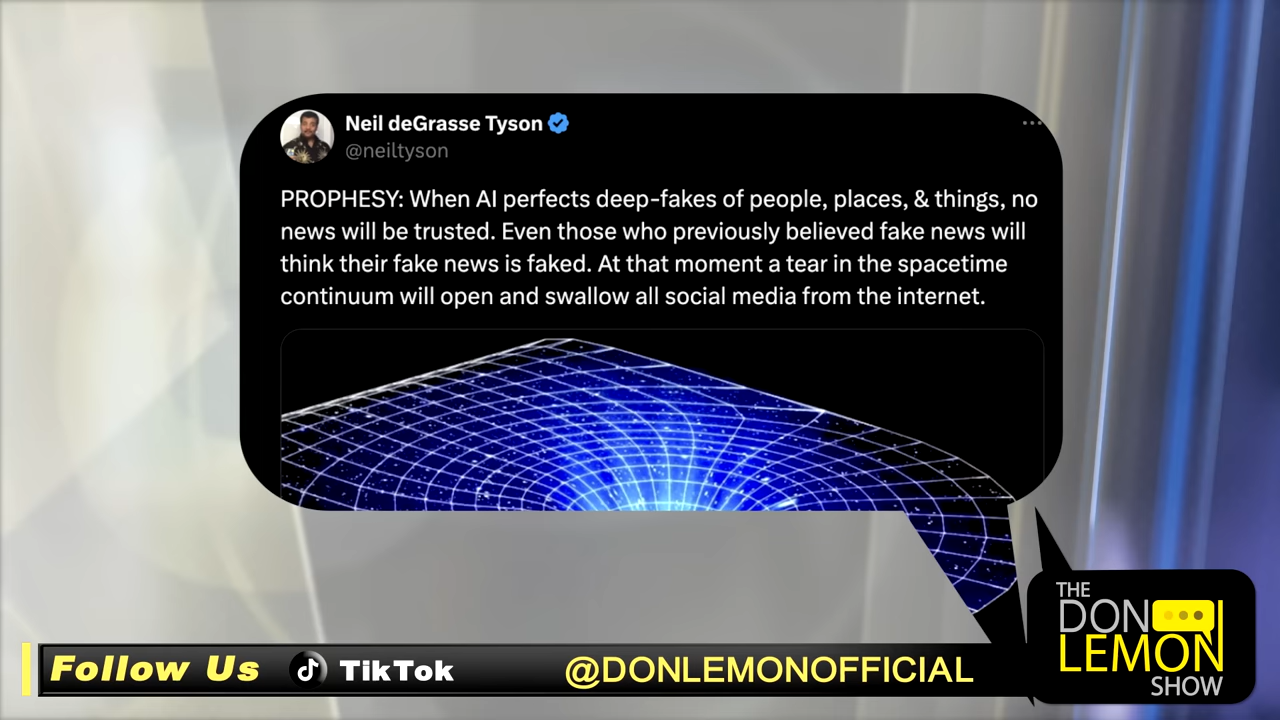 Neil deGrasse Tyson
@neiltyson
PROPHESY: When AI perfects deep-fakes of people, places, & things, no
news will be trusted. Even those who previously believed fake news will
think their fake news is faked. At that moment a tear in the spacetime
continuum will open and swallow all social media from the internet.
Follow Us TikTok @DONLEMONOFFICIAL
THE
DON
LEMON
SHOW